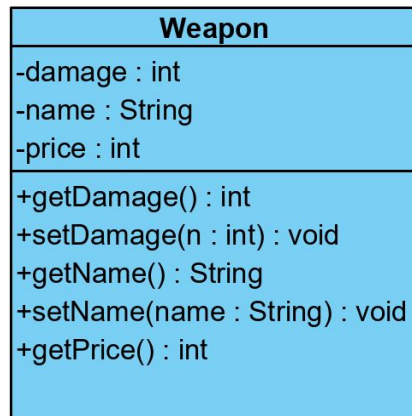 Weapon
-damage : int
-name : String
-price : int
+getDamage() : int
+setDamage(n : int) : void
+getName() : String
+setName(name : String) : void
+getPrice() : int